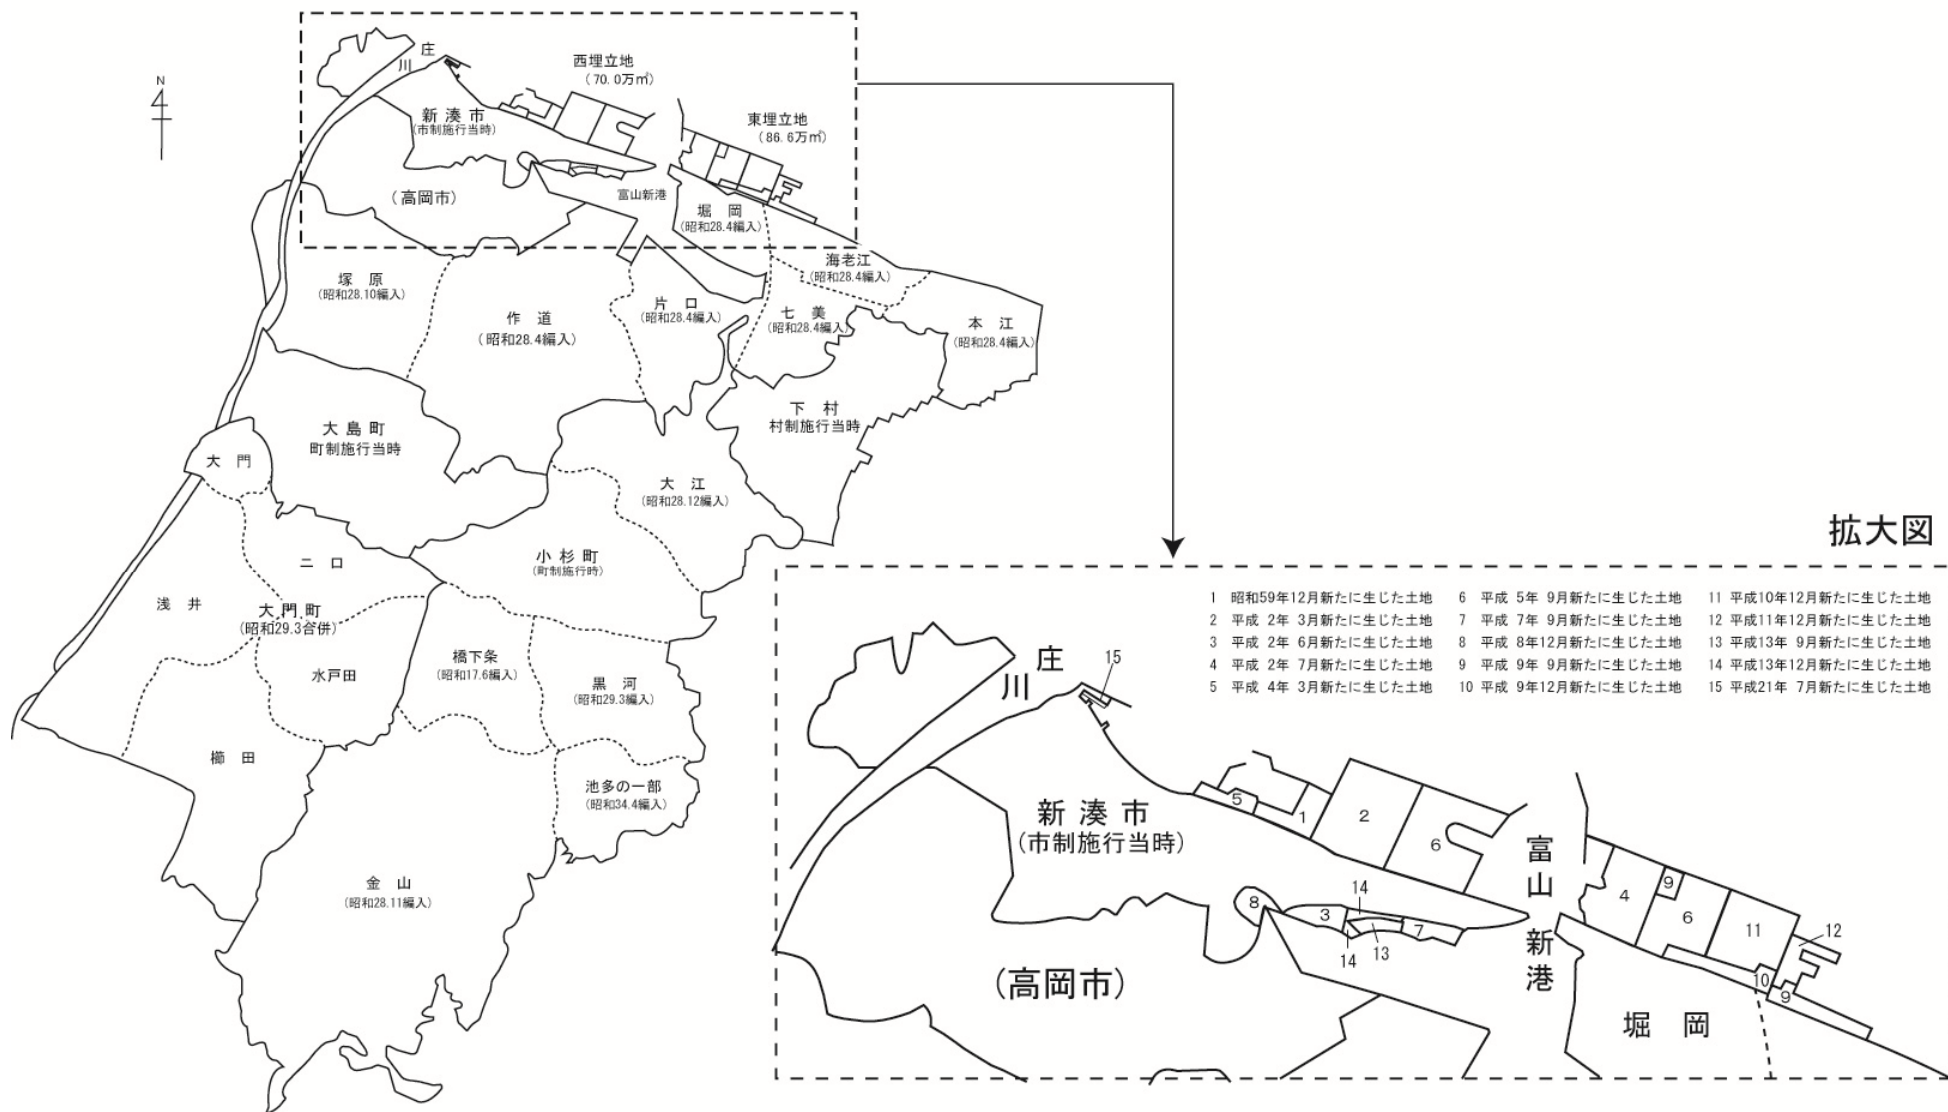 N
庄
川
西埋立地
(70.0万㎡)
新湊市
(市制施行当時)
東埋立地
(86.6万㎡)
(高岡市)
富山新港
堀 岡
(昭和28.4編入)
塚 原
(昭和28.10編入)
海老江
(昭和28.4編入)
作 道
(昭和28.4編入)
片 口
(昭和28.4編入)
七 美
(昭和28.4編入)
本 江
(昭和28.4編入)
大島町
町制施行当時
下 村
村制施行当時
大 門
大 江
(昭和28.12編入)
二 口
小杉町
(町制施行時)
浅 井
大門町
(昭和29.3合併)
水戸田
橋下条
(昭和17.6編入)
黒 河
(昭和29.3編入)
櫛 田
池多の一部
(昭和34.4編入)
金 山
(昭和28.11編入)
拡大図
1 昭和59年12月新たに生じた土地
2 平成 2年 3月新たに生じた土地
3 平成 2年 6月新たに生じた土地
4 平成 2年 7月新たに生じた土地
5 平成 4年 3月新たに生じた土地
6 平成 5年 9月新たに生じた土地
7 平成 7年 9月新たに生じた土地
8 平成 8年12月新たに生じた土地
9 平成 9年 9月新たに生じた土地
10 平成 9年12月新たに生じた土地
11 平成10年12月新たに生じた土地
12 平成11年12月新たに生じた土地
13 平成13年 9月新たに生じた土地
14 平成13年12月新たに生じた土地
15 平成21年 7月新たに生じた土地
庄
川
15
新湊市
(市制施行当時)
5
1
2
6
富山新港
8
3
14
14
13
7
4
9
6
11
12
10
9
(高岡市)
堀 岡